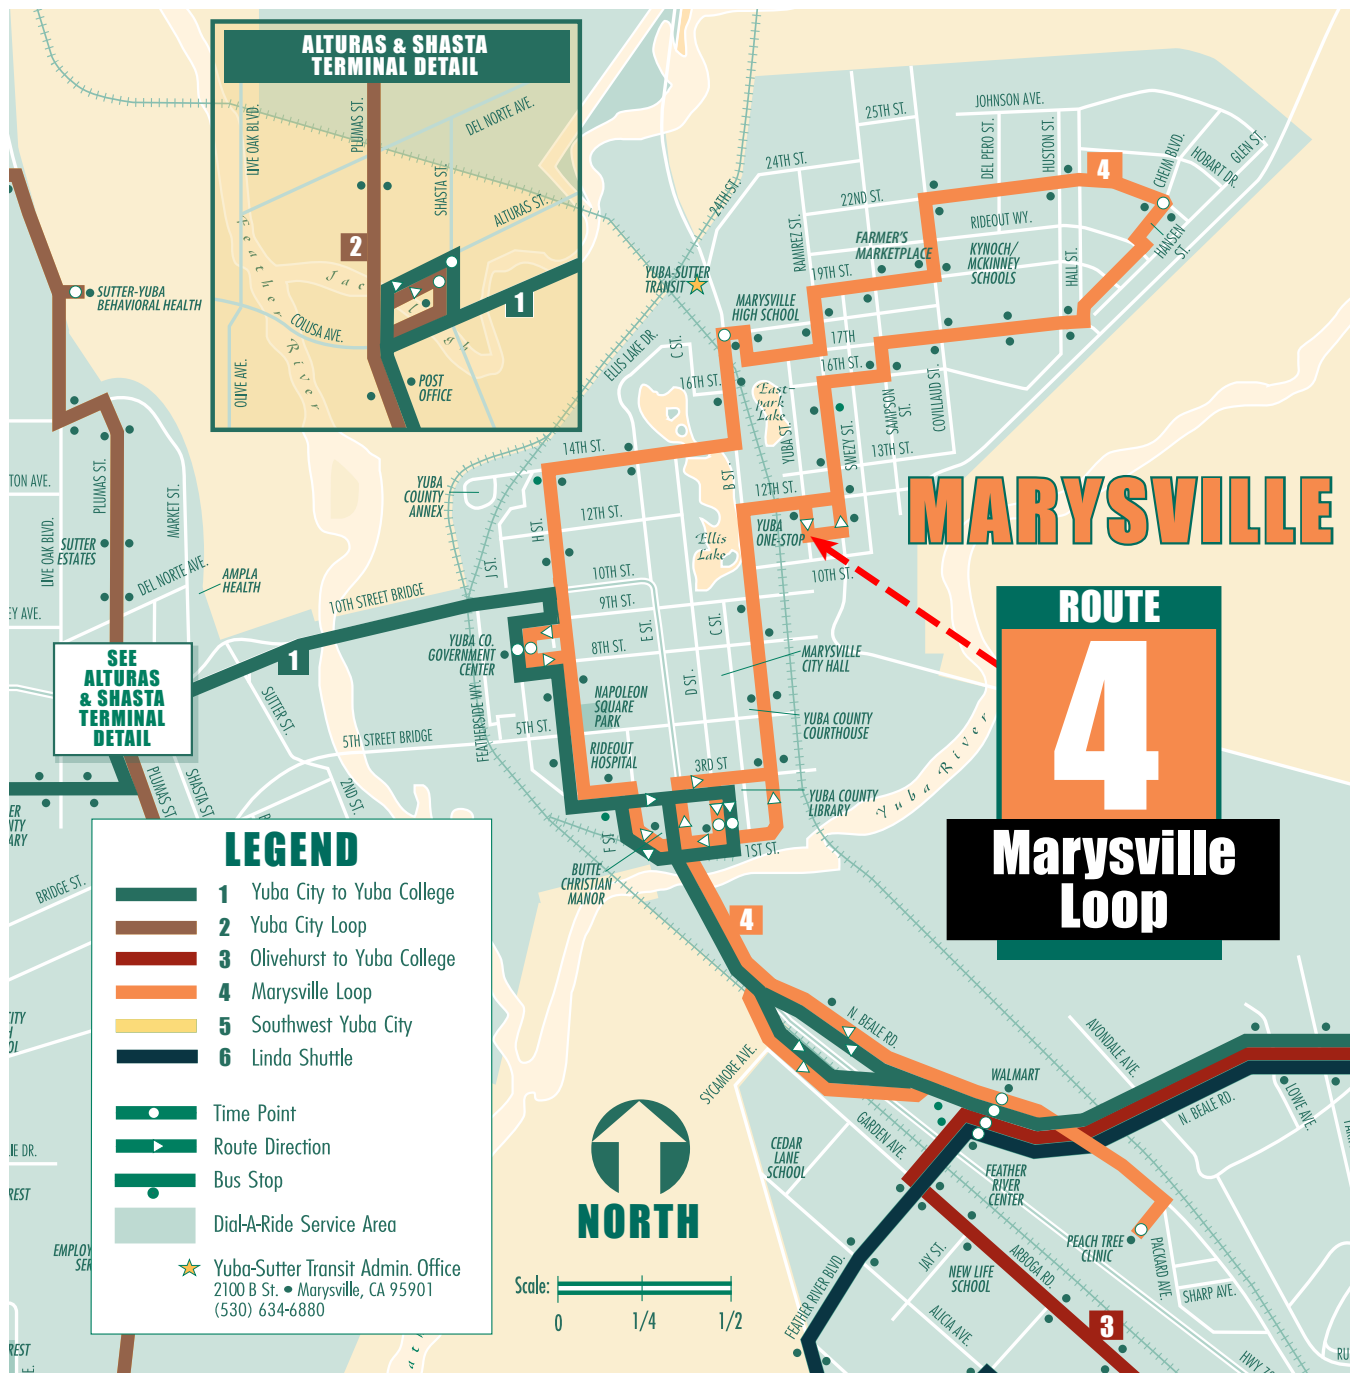 ALTURAS & SHASTA
TERMINAL DETAIL
LIVE OAK BLVD.
PLUMAS ST.
DEL NORTE AVE.
SHASTA ST.
ALTURAS ST.
2
1
Feather River
COLUSA AVE.
OLIVE AVE.
POST
OFFICE
SUTTER-YUBA
BEHAVIORAL HEALTH
JOHNSON AVE.
25TH ST.
24TH ST.
24TH ST.
22ND ST.
DEL PERO ST.
HUSTON ST.
4
CHEIM BLVD.
HOBART DR.
GLEN ST.
HANSEN
ST.
RIDEOUT WY.
RAMIREZ ST.
FARMER'S
MARKETPLACE
KYNOCH/
MCKINNEY
SCHOOLS
HALL ST.
19TH ST.
YUBA-SUTTER
TRANSIT
MARYSVILLE
HIGH SCHOOL
17TH
16TH ST.
ELLIS LAKE DR.
C ST.
16TH ST.
East-
park
Lake
YUBA ST.
SWEZY ST.
SAMPSON
ST.
COVILLAUD ST.
13TH ST.
14TH ST.
B ST.
12TH ST.
YUBA
COUNTY
ANNEX
12TH ST.
H ST.
J ST.
Ellis
Lake
YUBA
ONE-STOP
10TH ST.
MARYSVILLE
TON AVE.
PLUMAS ST.
MARKET ST.
LIVE OAK BLVD.
SUTTER
ESTATES
DEL NORTE AVE.
AMPLA
HEALTH
EY AVE.
10TH STREET BRIDGE
10TH ST.
9TH ST.
8TH ST.
E ST.
C ST.
D ST.
YUBA CO.
GOVERNMENT
CENTER
1
SEE
ALTURAS
& SHASTA
TERMINAL
DETAIL
MARYSVILLE
CITY HALL
NAPOLEON
SQUARE
PARK
YUBA COUNTY
COURTHOUSE
SUTTER ST.
5TH STREET BRIDGE
FEATHERSIDE WY.
5TH ST.
RIDEOUT
HOSPITAL
3RD ST
YUBA COUNTY
LIBRARY
Yuba River
2ND ST.
PLUMAS ST
SHASTA ST.
F ST
1ST ST.
BUTTE
CHRISTIAN
MANOR
ROUTE
4
Marysville
Loop
BRIDGE ST.
LEGEND
1 Yuba City to Yuba College
2 Yuba City Loop
3 Olivehurst to Yuba College
4 Marysville Loop
5 Southwest Yuba City
6 Linda Shuttle
Time Point
Route Direction
Bus Stop
Dial-A-Ride Service Area
Yuba-Sutter Transit Admin. Office
2100 B St. • Marysville, CA 95901
(530) 634-6880
4
N. BEALE RD.
SYCAMORE AVE.
AVONDALE AVE.
WALMART
N. BEALE RD.
LOWE AVE.
GARDEN AVE.
CEDAR
LANE
SCHOOL
FEATHER
RIVER
CENTER
PEACH TREE
CLINIC
PACKARD AVE.
SHARP AVE.
JAY ST.
NEW LIFE
SCHOOL
ARBOGA RD.
ALICIA AVE.
FEATHER RIVER BLVD.
3
NORTH
Scale:
0 1/4 1/2